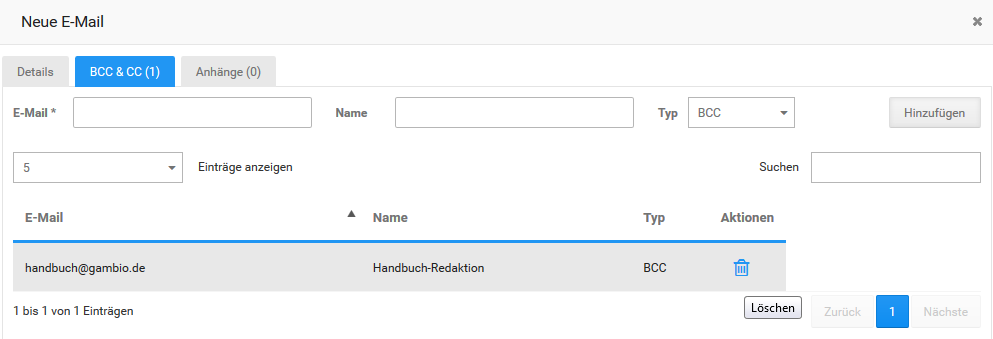 Neue E-Mail
Details BCC & CC (1) Anhänge (0)
E-Mail * Name Typ BCC Hinzufügen
5 Einträge anzeigen Suchen
E-Mail Name Typ Aktionen
handbuch@gambio.de Handbuch-Redaktion BCC
1 bis 1 von 1 Einträgen Löschen Zurück 1 Nächste